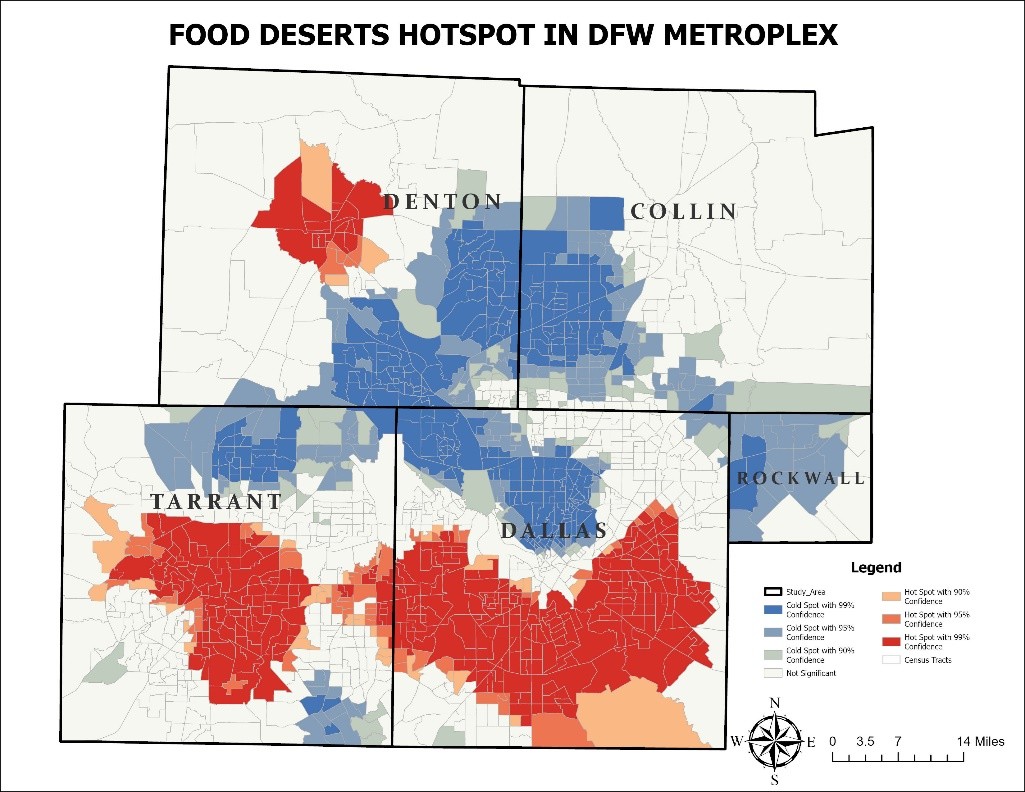 FOOD DESERTS HOTSPOT IN DFW METROPLEX
DENTON
COLLIN
TARRANT
DALLAS
ROCKWALL
Legend
Study_Area
Cold Spot with 99%
Confidence
Cold Spot with 95%
Confidence
Cold Spot with 90%
Confidence
Not Significant
Hot Spot with 90%
Confidence
Hot Spot with 95%
Confidence
Hot Spot with 99%
Confidence
Census Tracts
N
W E
S
0 3.5 7 14 Miles